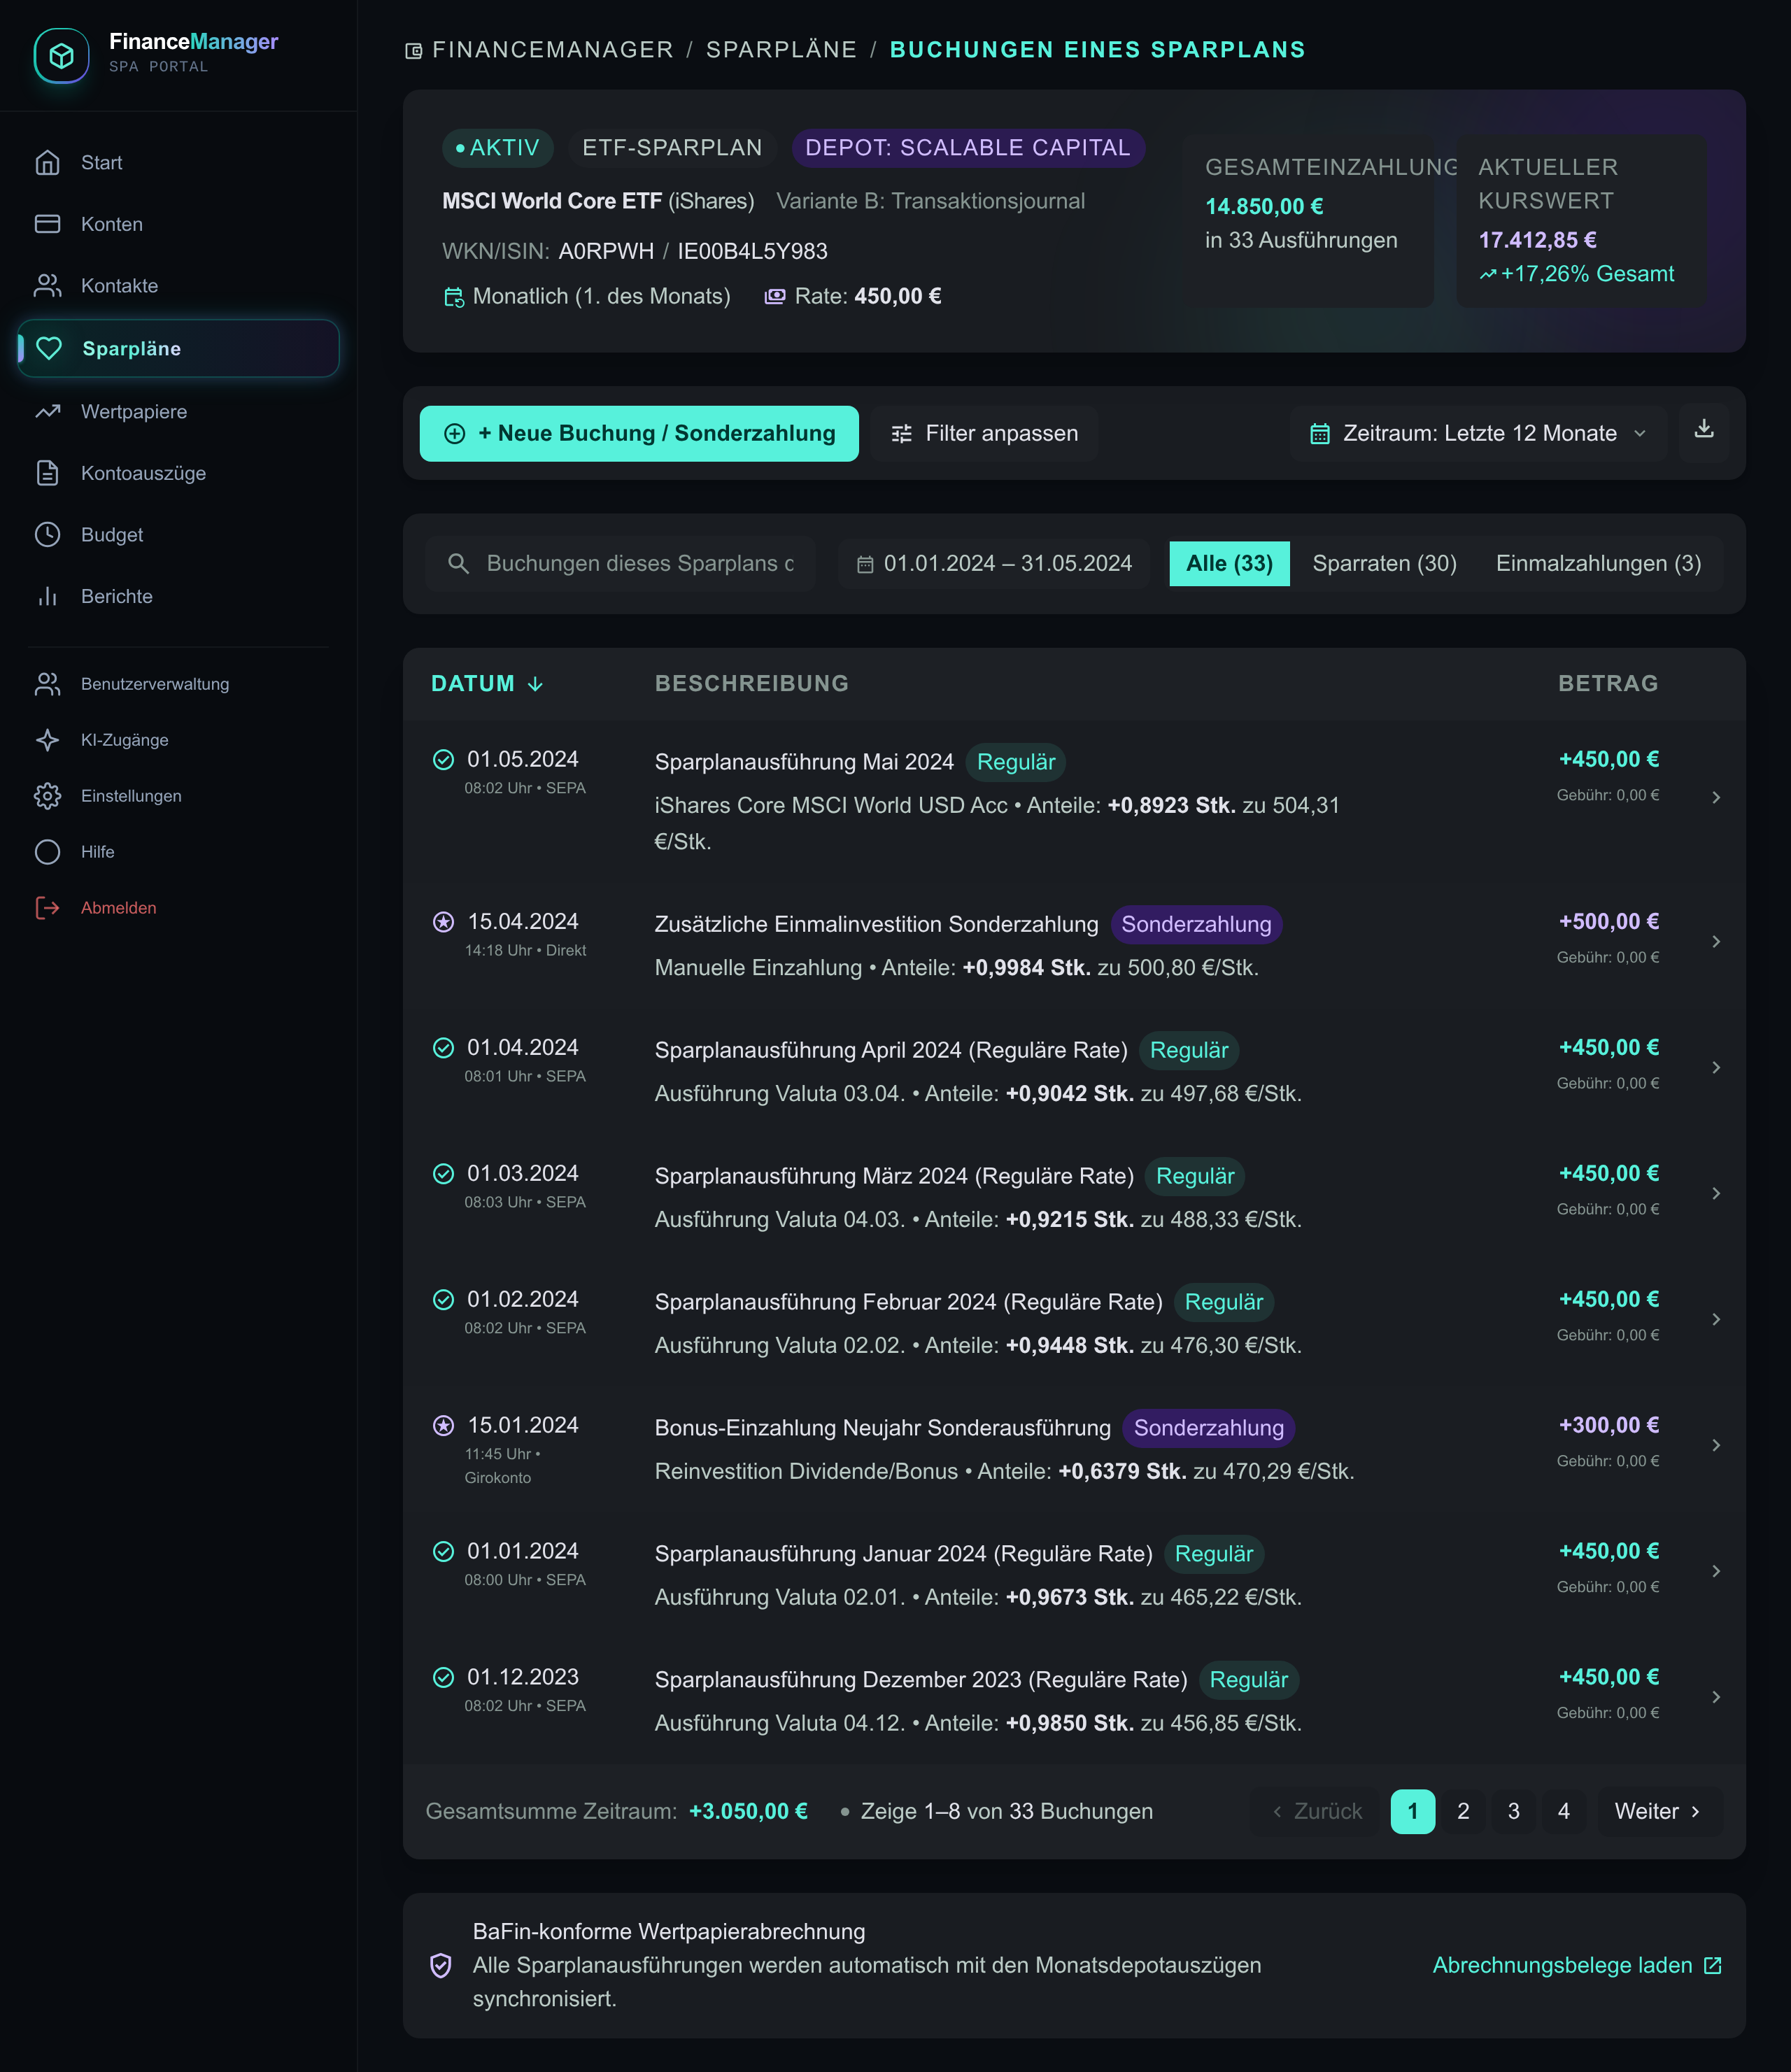 FinanceManager
SPA PORTAL
Start
Konten
Kontakte
Sparpläne
Wertpapiere
Kontoauszüge
Budget
Berichte
Benutzerverwaltung
KI-Zugänge
Einstellungen
Hilfe
Abmelden
FINANCEMANAGER / SPARPLÄNE / BUCHUNGEN EINES SPARPLANS
AKTIV ETF-SPARPLAN DEPOT: SCALABLE CAPITAL
MSCI World Core ETF (iShares) Variante B: Transaktionsjournal
WKN/ISIN: A0RPWH / IE00B4L5Y983
Monatlich (1. des Monats) Rate: 450,00 €
GESAMTEINZAHLUNG
14.850,00 €
in 33 Ausführungen
AKTUELLER
KURSWERT
17.412,85 €
+17,26% Gesamt
+ Neue Buchung / Sonderzahlung Filter anpassen Zeitraum: Letzte 12 Monate
Buchungen dieses Sparplans 01.01.2024 – 31.05.2024 Alle (33) Sparraten (30) Einmalzahlungen (3)
DATUM BESCHREIBUNG BETRAG
01.05.2024 Sparplanausführung Mai 2024 Regulär +450,00 €
08:02 Uhr • SEPA iShares Core MSCI World USD Acc • Anteile: +0,8923 Stk. zu 504,31 Gebühr: 0,00 €
€/Stk.
15.04.2024 Zusätzliche Einmalinvestition Sonderzahlung Sonderzahlung +500,00 €
14:18 Uhr • Direkt Manuelle Einzahlung • Anteile: +0,9984 Stk. zu 500,80 €/Stk. Gebühr: 0,00 €
01.04.2024 Sparplanausführung April 2024 (Reguläre Rate) Regulär +450,00 €
08:01 Uhr • SEPA Ausführung Valuta 03.04. • Anteile: +0,9042 Stk. zu 497,68 €/Stk. Gebühr: 0,00 €
01.03.2024 Sparplanausführung März 2024 (Reguläre Rate) Regulär +450,00 €
08:03 Uhr • SEPA Ausführung Valuta 04.03. • Anteile: +0,9215 Stk. zu 488,33 €/Stk. Gebühr: 0,00 €
01.02.2024 Sparplanausführung Februar 2024 (Reguläre Rate) Regulär +450,00 €
08:02 Uhr • SEPA Ausführung Valuta 02.02. • Anteile: +0,9448 Stk. zu 476,30 €/Stk. Gebühr: 0,00 €
15.01.2024 Bonus-Einzahlung Neujahr Sonderausführung Sonderzahlung +300,00 €
11:45 Uhr • Reinvestition Dividende/Bonus • Anteile: +0,6379 Stk. zu 470,29 €/Stk. Gebühr: 0,00 €
Girokonto
01.01.2024 Sparplanausführung Januar 2024 (Reguläre Rate) Regulär +450,00 €
08:00 Uhr • SEPA Ausführung Valuta 02.01. • Anteile: +0,9673 Stk. zu 465,22 €/Stk. Gebühr: 0,00 €
01.12.2023 Sparplanausführung Dezember 2023 (Reguläre Rate) Regulär +450,00 €
08:02 Uhr • SEPA Ausführung Valuta 04.12. • Anteile: +0,9850 Stk. zu 456,85 €/Stk. Gebühr: 0,00 €
Gesamtsumme Zeitraum: +3.050,00 € • Zeige 1–8 von 33 Buchungen Zurück 1 2 3 4 Weiter
BaFin-konforme Wertpapierabrechnung
Alle Sparplanausführungen werden automatisch mit den Monatsdepotauszügen
synchronisiert.
Abrechnungsbelege laden